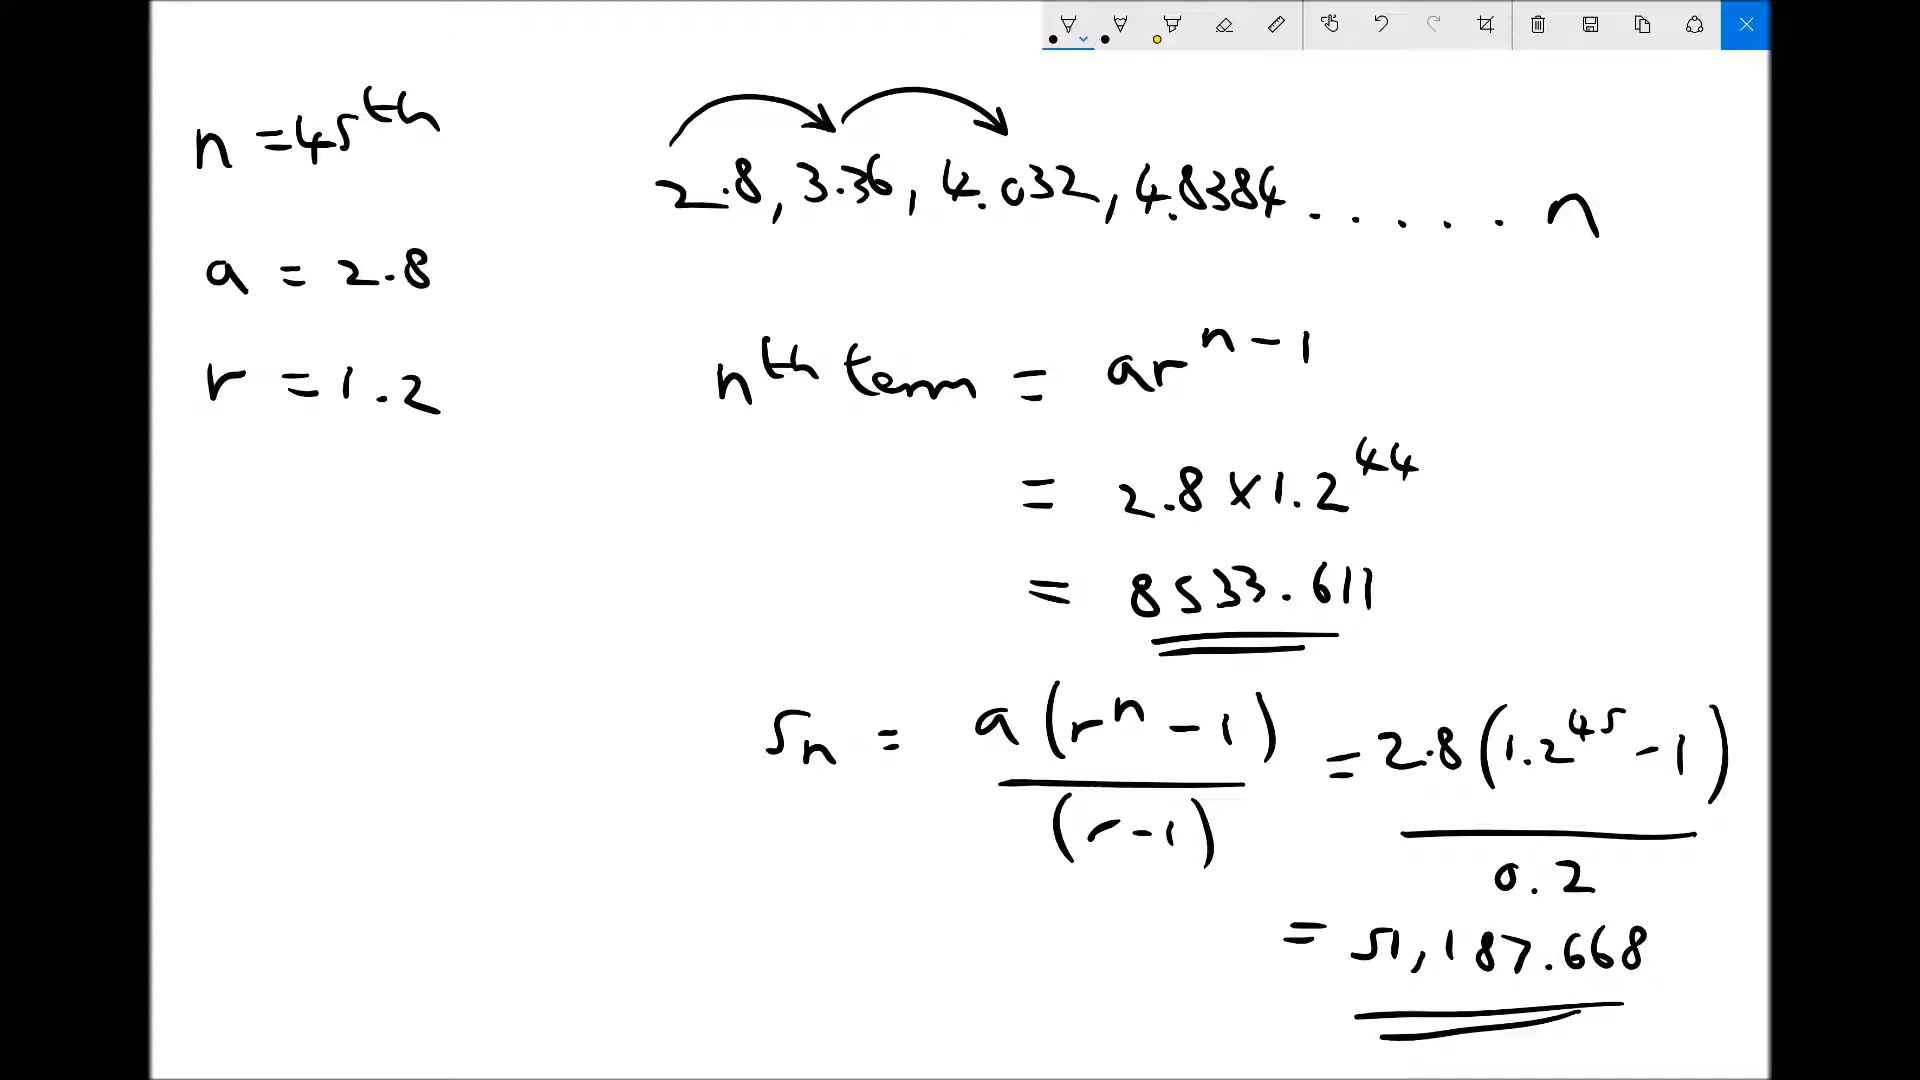 n = 45th
a = 2.8
r = 1.2
2.8, 3.36, 4.032, 4.8384 . . . . . n
nth term = ar^n-1
= 2.8 x 1.2^44
= 8533.611
Sn = a(r^n - 1) / (r - 1) = 2.8(1.2^45 - 1) / 0.2
= 51,187.668